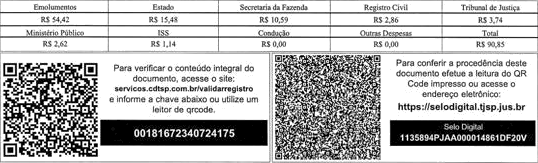 Emolumentos Estado Secretaria da Fazenda Registro Civil Tribunal de Justiça
R$ 54,42 R$ 15,48 R$ 10,59 R$ 2,86 R$ 3,74
Ministério Público ISS Condução Outras Despesas Total
R$ 2,62 R$ 1,14 R$ 0,00 R$ 0,00 R$ 90,85
Para verificar o conteúdo integral do
documento, acesse o site:
servicos.cdtsp.com.br/validarregistro
e informe a chave abaixo ou utilize um
leitor de qrcode.
00181672340724175
Para conferir a procedência deste
documento efetue a leitura do QR
Code impresso ou acesse o
endereço eletrônico:
https://selodigital.tjsp.jus.br
Selo Digital
1135894PJAA000014861DF20V